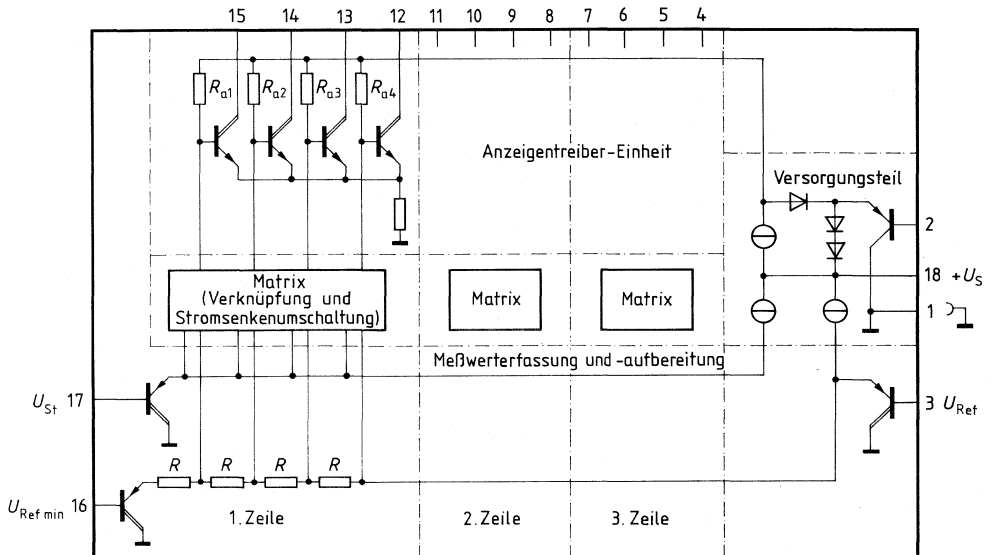 15 14 13 12 11 10 9 8 7 6 5 4
Ra1 Ra2 Ra3 Ra4
Anzeigentreiber-Einheit
Versorgungsteil
2
18 +US
1
Matrix
(Verknüpfung und
Stromsenkenumschaltung)
Matrix
Matrix
Meßwerterfassung und -aufbereitung
USt 17
3 URef
R R R R
URef min 16
1. Zeile 2. Zeile 3. Zeile